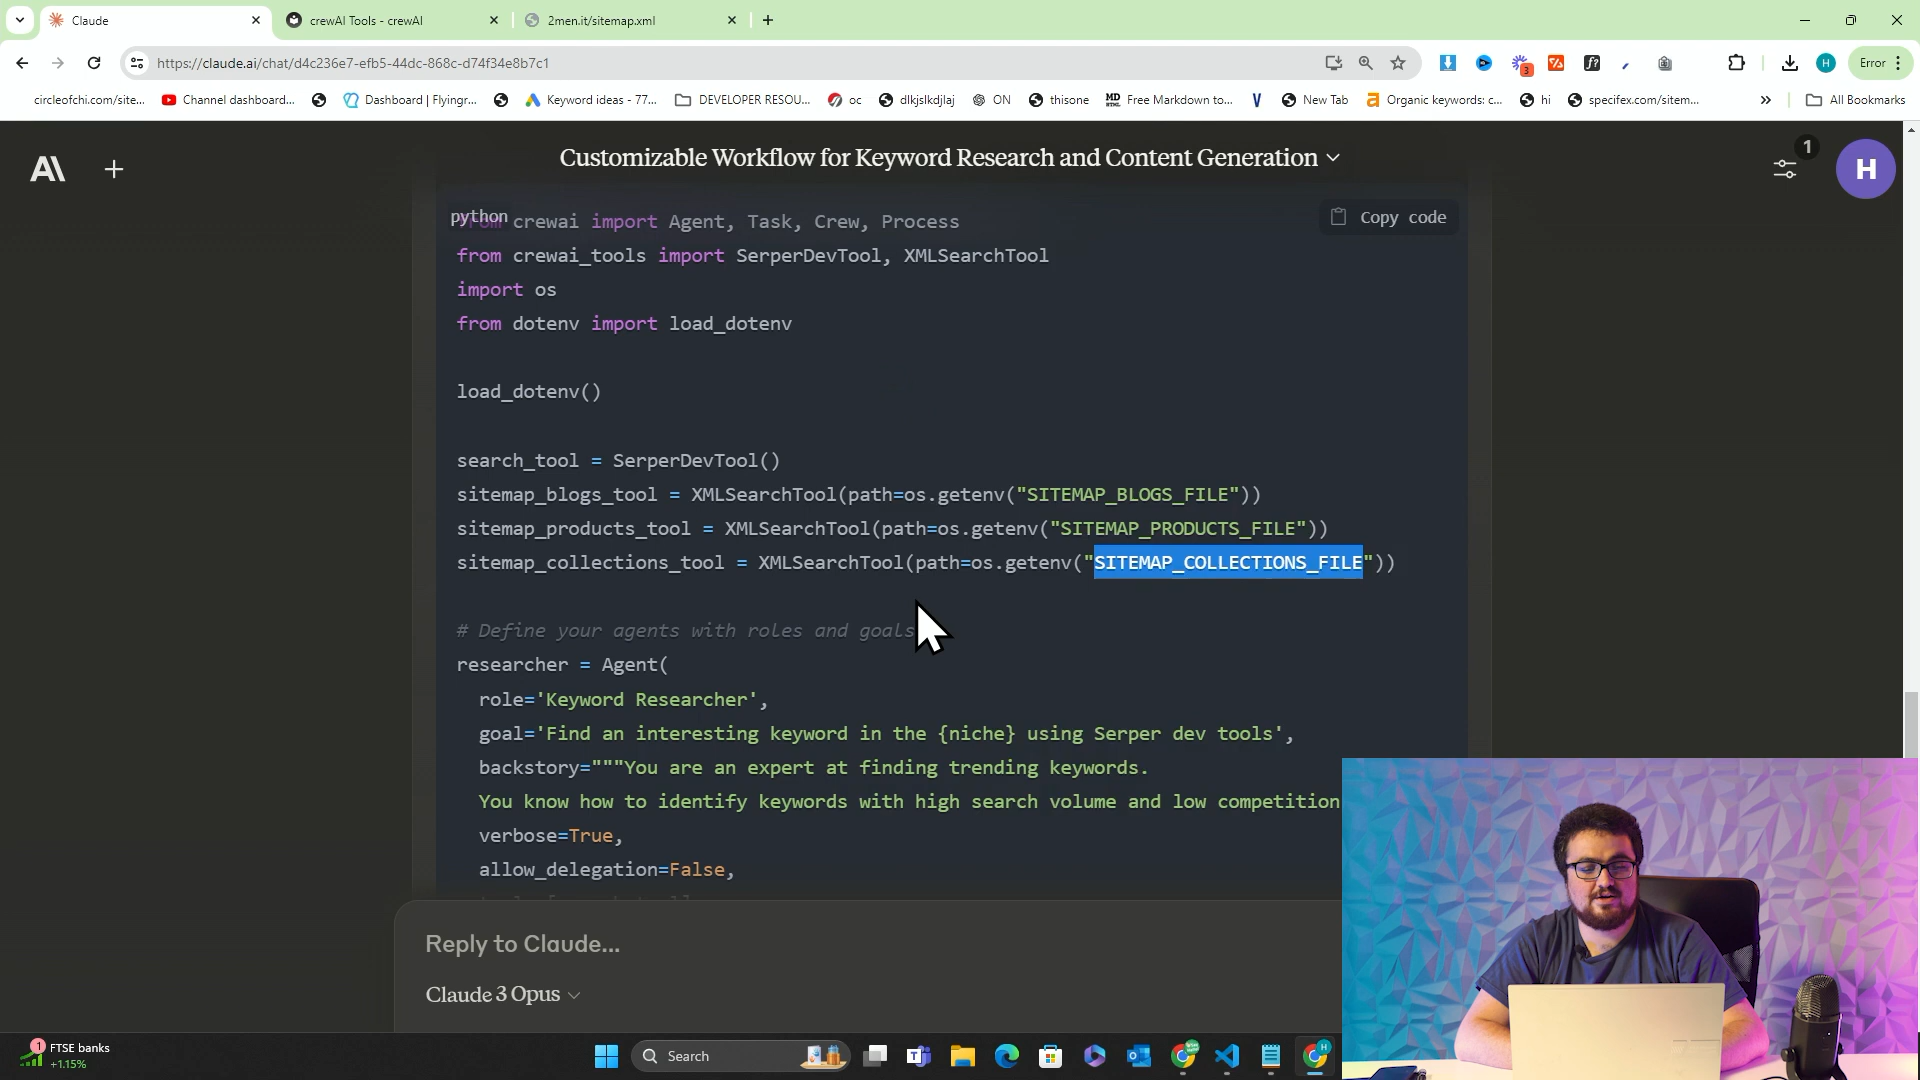 Claude
crewAI Tools - crewAI
2men.it/sitemap.xml
https://claude.ai/chat/d4c236e7-efb5-44dc-868c-d74f34e8b7c1
3
H
Error
circleofchi.com/site...
Channel dashboard...
Dashboard | Flyingr...
Keyword ideas - 77...
DEVELOPER RESOU...
oc
dlkjslkdjlaj
ON
thisone
Free Markdown to...
New Tab
Organic keywords: c...
hi
specifex.com/sitem...
All Bookmarks
Customizable Workflow for Keyword Research and Content Generation
1
H
python
Copy code
from crewai import Agent, Task, Crew, Process
from crewai_tools import SerperDevTool, XMLSearchTool
import os
from dotenv import load_dotenv
load_dotenv()
search_tool = SerperDevTool()
sitemap_blogs_tool = XMLSearchTool(path=os.getenv("SITEMAP_BLOGS_FILE"))
sitemap_products_tool = XMLSearchTool(path=os.getenv("SITEMAP_PRODUCTS_FILE"))
sitemap_collections_tool = XMLSearchTool(path=os.getenv("SITEMAP_COLLECTIONS_FILE"))
# Define your agents with roles and goals
researcher = Agent(
role='Keyword Researcher',
goal='Find an interesting keyword in the {niche} using Serper dev tools',
backstory="""You are an expert at finding trending keywords.
You know how to identify keywords with high search volume and low competition
verbose=True,
allow_delegation=False,
Reply to Claude...
Claude 3 Opus
1
FTSE banks
+1.15%
Search